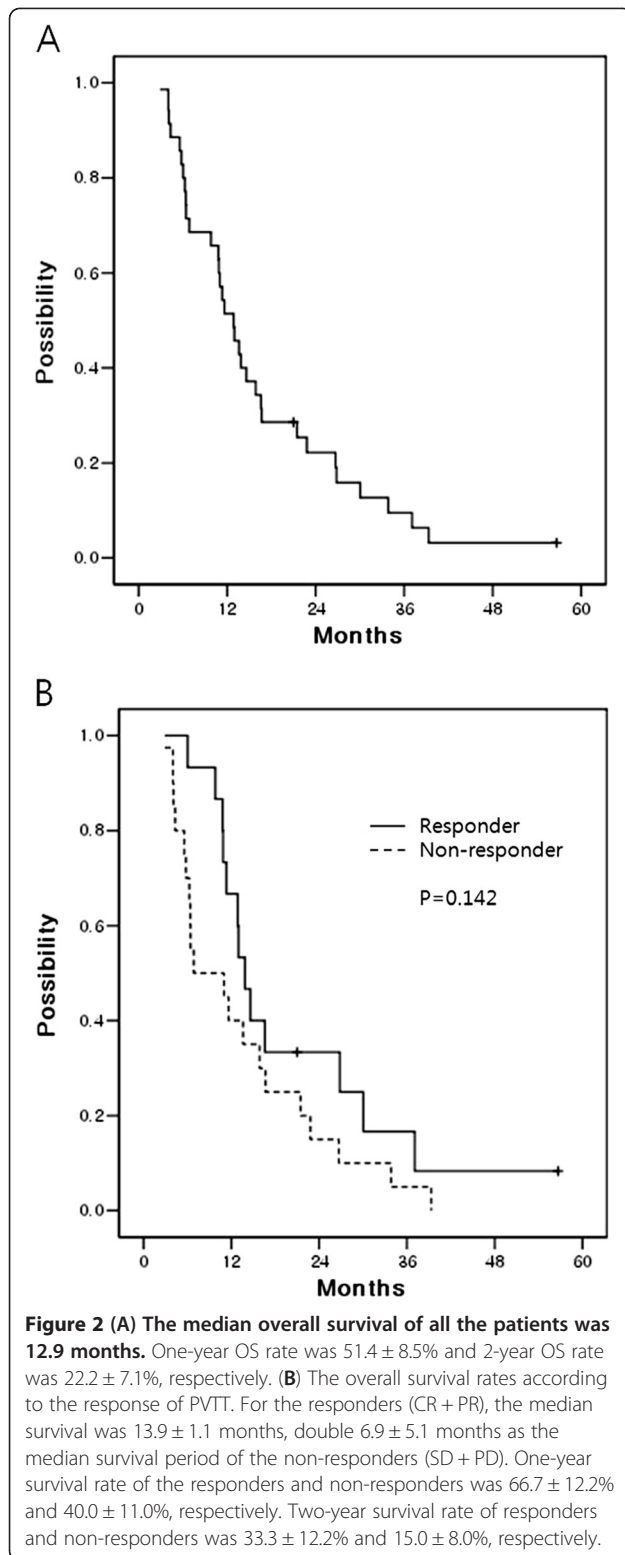 A
1.0
0.8
0.6
0.4
0.2
0.0
Possibility
0 12 24 36 48 60
Months
B
1.0
0.8
0.6
0.4
0.2
0.0
Possibility
Responder
Non-responder
P=0.142
0 12 24 36 48 60
Months
Figure 2 (A) The median overall survival of all the patients was
12.9 months. One-year OS rate was 51.4 ± 8.5% and 2-year OS rate
was 22.2 ± 7.1%, respectively. (B) The overall survival rates according
to the response of PVTT. For the responders (CR + PR), the median
survival was 13.9 ± 1.1 months, double 6.9 ± 5.1 months as the
median survival period of the non-responders (SD + PD). One-year
survival rate of the responders and non-responders was 66.7 ± 12.2%
and 40.0 ± 11.0%, respectively. Two-year survival rate of responders
and non-responders was 33.3 ± 12.2% and 15.0 ± 8.0%, respectively.